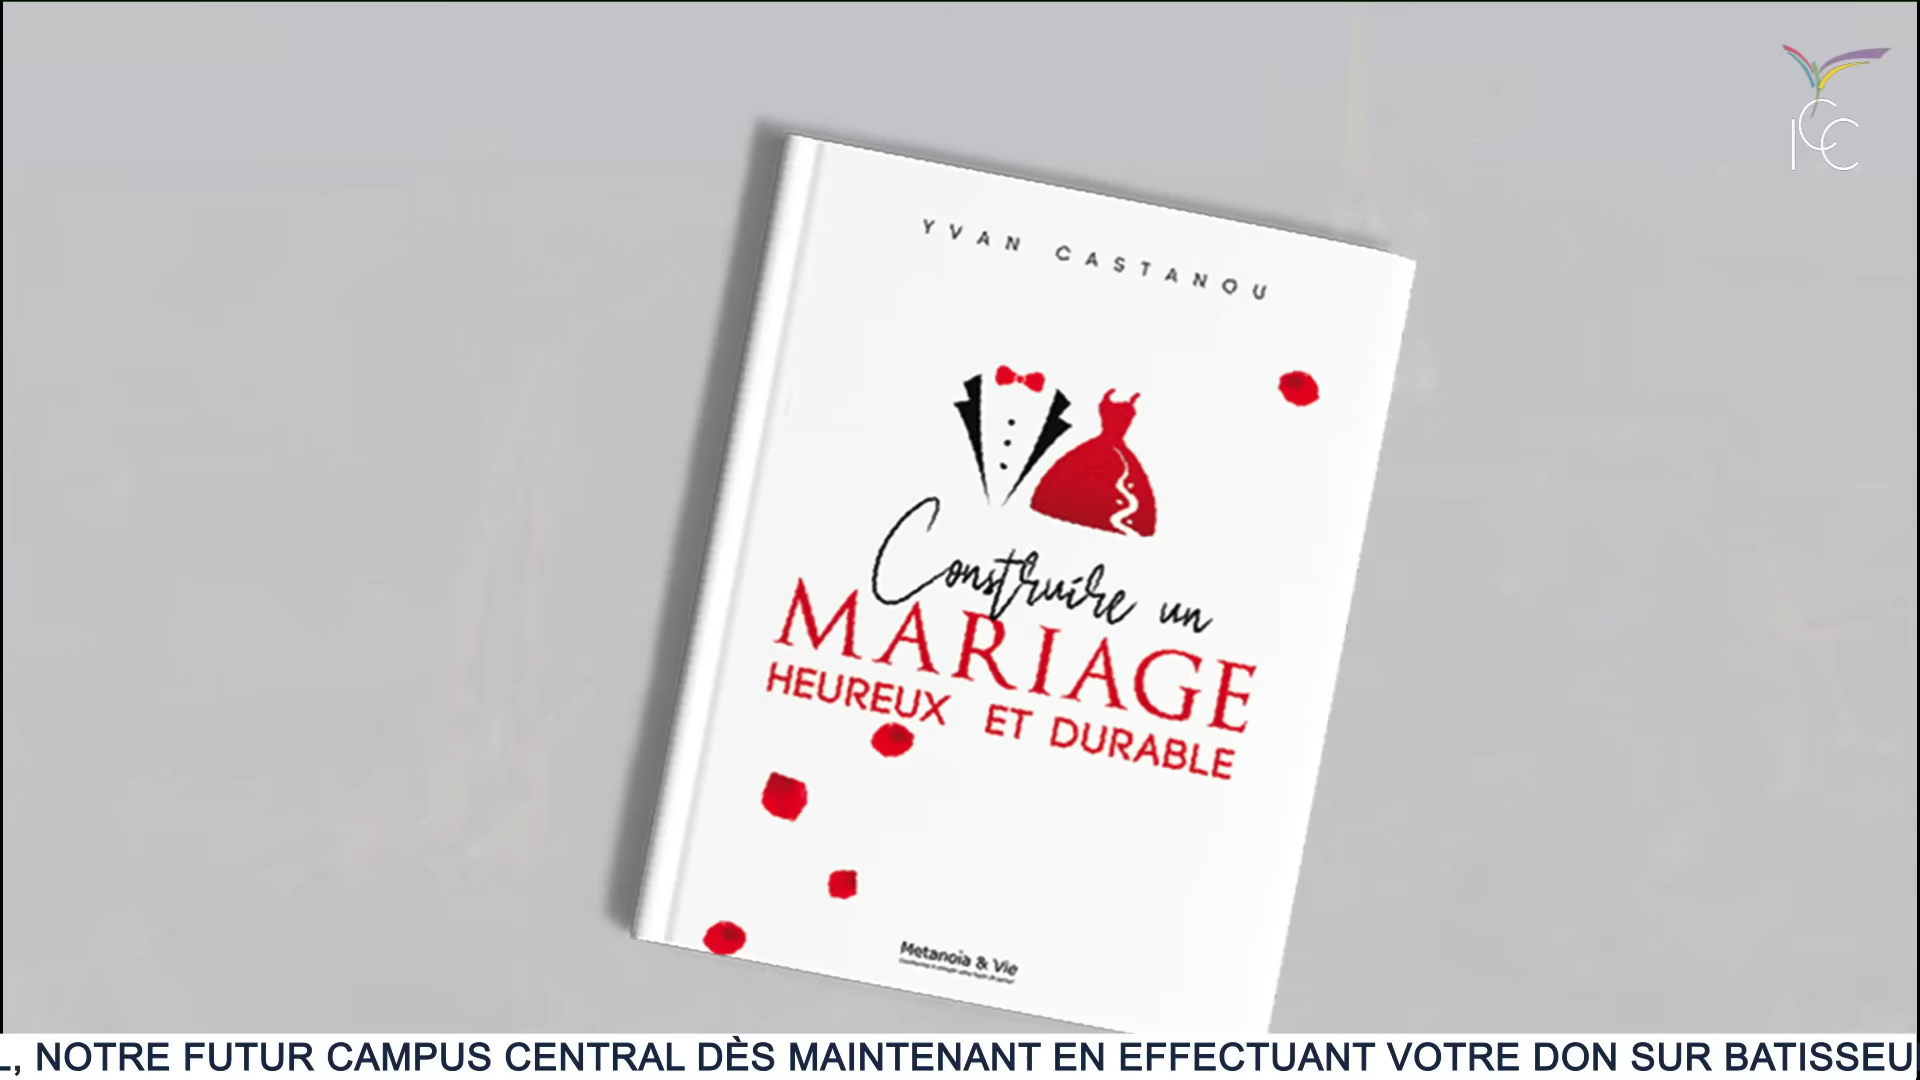 ICC
YVAN CASTANOU
Construire un
MARIAGE
HEUREUX ET DURABLE
Metanoia & Vie
L, NOTRE FUTUR CAMPUS CENTRAL DÈS MAINTENANT EN EFFECTUANT VOTRE DON SUR BATISSEU